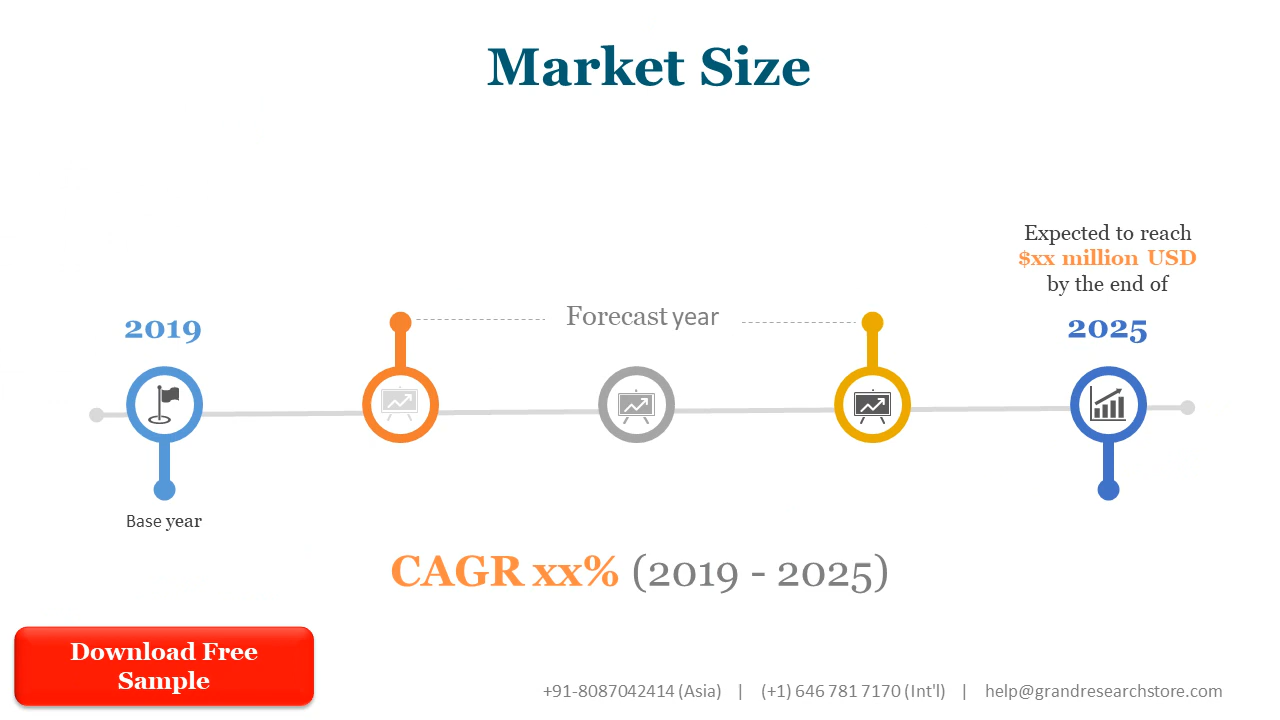 Market Size
Expected to reach
$xx million USD
by the end of
2019
Forecast year
2025
Base year
CAGR xx% (2019 - 2025)
Download Free
Sample
+91-8087042414 (Asia) | (+1) 646 781 7170 (Int'l) | help@grandresearchstore.com